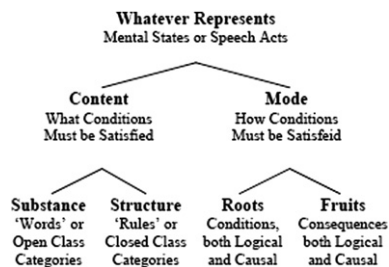 Whatever Represents
Mental States or Speech Acts
Content
What Conditions
Must be Satisfied
Mode
How Conditions
Must be Satisfeid
Substance
'Words' or
Open Class
Categories
Structure
'Rules' or
Closed Class
Categories
Roots
Conditions,
both Logical
and Causal
Fruits
Consequences
both Logical
and Causal